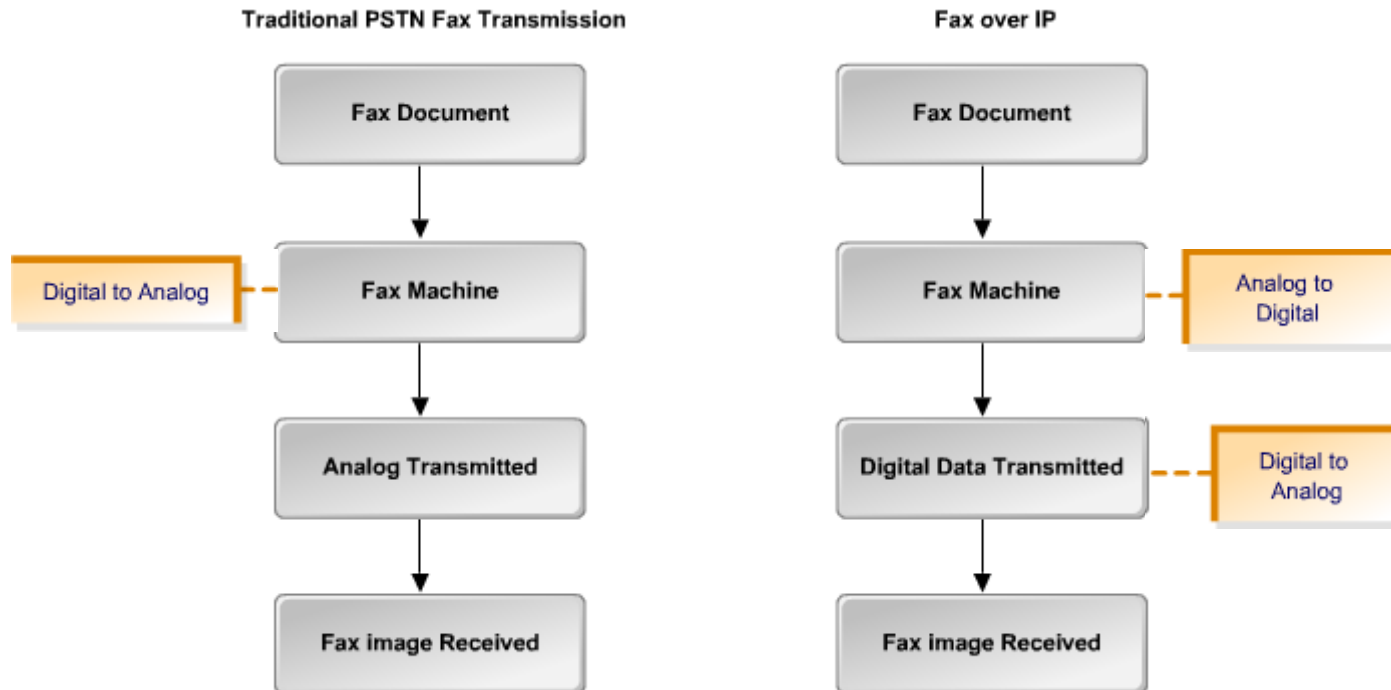 Traditional PSTN Fax Transmission
Fax Document
Digital to Analog
Fax Machine
Analog Transmitted
Fax image Received
Fax over IP
Fax Document
Fax Machine
Analog to
Digital
Digital Data Transmitted
Digital to
Analog
Fax image Received